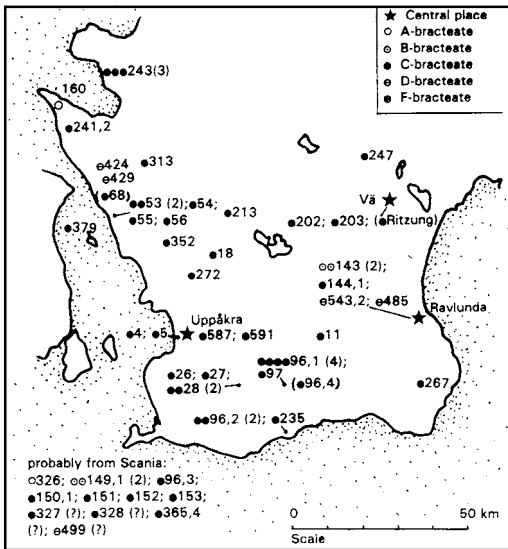 ★ Central place
○ A-bracteate
⊙ B-bracteate
● C-bracteate
⊖ D-bracteate
● F-bracteate
●●●243(3)
160
241,2
424
313
429
247
(68)
53 (2); 54;
Vä
55; 56
213
202; 203; (Ritzung)
379
352
18
272
⊙⊙143 (2);
●144,1;
⊖543,2; ⊖485
Ravlunda
Uppåkra
4; 5
587; 591
11
96,1 (4);
26; 27;
97
28 (2)
(●96,4)
267
96,2 (2); 235
probably from Scania:
○326; ⊙⊙149,1 (2); ●96,3;
●150,1; ●151; ●152; ●153;
●327 (?); ●328 (?); ●365,4
(?); ⊖499 (?)
0 50 km
Scale